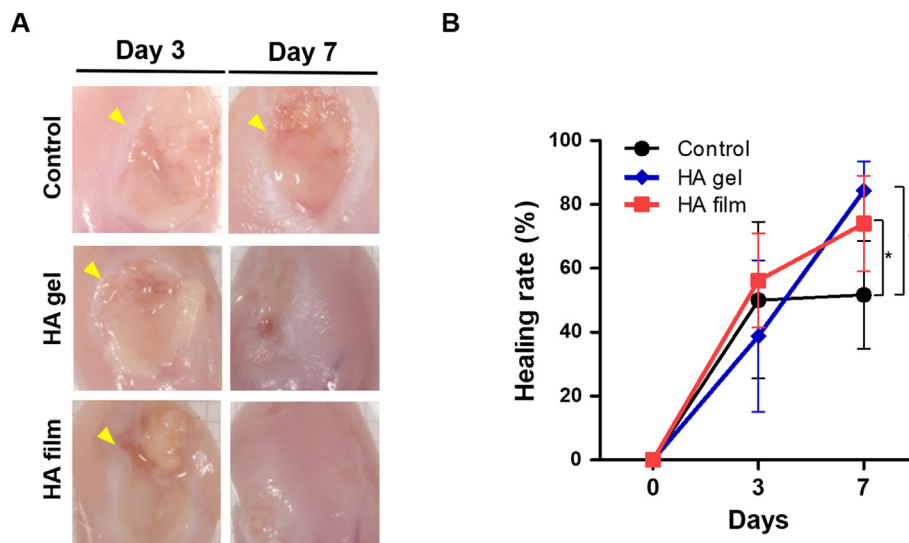 A
Day 3
Day 7
Control
HA gel
HA film
B
Control
HA gel
HA film
Healing rate (%)
100
80
60
40
20
0
0
3
7
Days
*